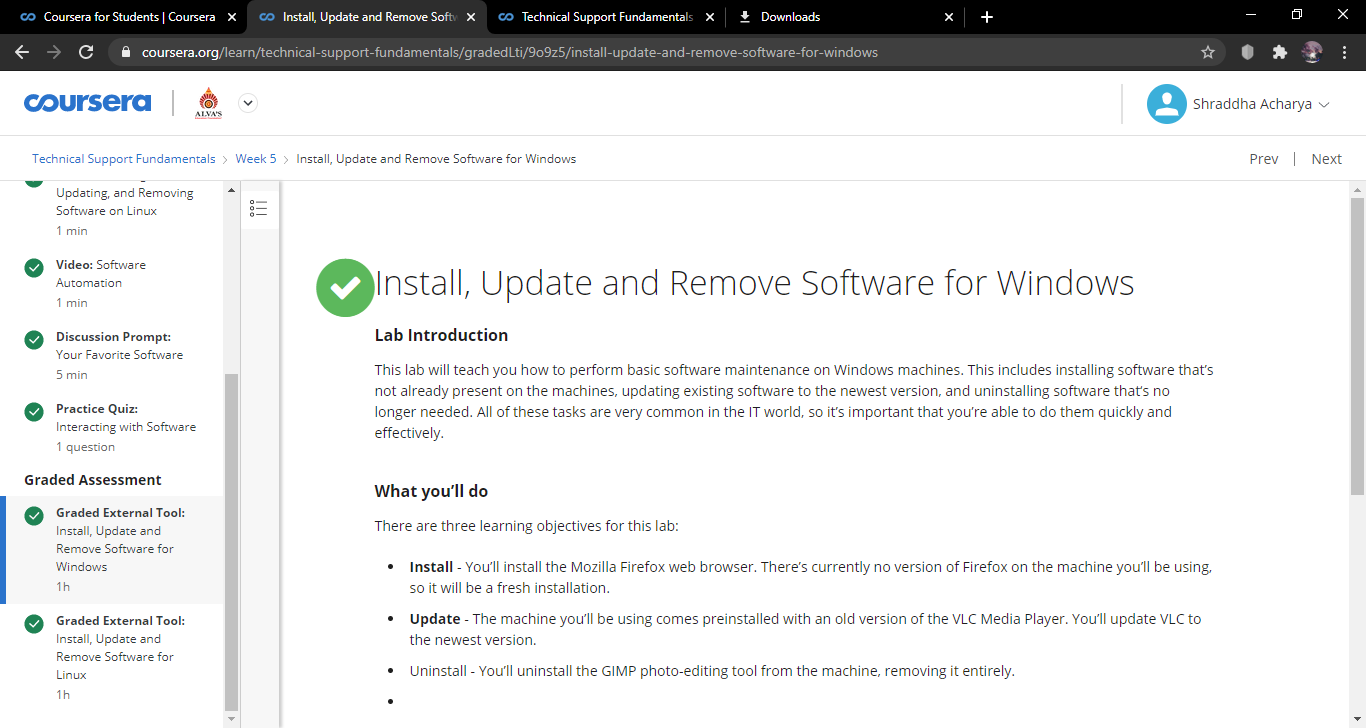 Coursera for Students | Coursera
Install, Update and Remove Softw
Technical Support Fundamentals
Downloads
coursera.org/learn/technical-support-fundamentals/gradedLti/9o9z5/install-update-and-remove-software-for-windows
coursera
ALVA'S
Shraddha Acharya
Technical Support Fundamentals > Week 5 > Install, Update and Remove Software for Windows
Prev | Next
Updating, and Removing
Software on Linux
1 min
Video: Software
Automation
1 min
Discussion Prompt:
Your Favorite Software
5 min
Practice Quiz:
Interacting with Software
1 question
Graded Assessment
Graded External Tool:
Install, Update and
Remove Software for
Windows
1h
Graded External Tool:
Install, Update and
Remove Software for
Linux
1h
Install, Update and Remove Software for Windows
Lab Introduction
This lab will teach you how to perform basic software maintenance on Windows machines. This includes installing software that's
not already present on the machines, updating existing software to the newest version, and uninstalling software that's no
longer needed. All of these tasks are very common in the IT world, so it's important that you're able to do them quickly and
effectively.
What you'll do
There are three learning objectives for this lab:
• Install - You'll install the Mozilla Firefox web browser. There's currently no version of Firefox on the machine you'll be using,
so it will be a fresh installation.
• Update - The machine you'll be using comes preinstalled with an old version of the VLC Media Player. You'll update VLC to
the newest version.
• Uninstall - You'll uninstall the GIMP photo-editing tool from the machine, removing it entirely.
•